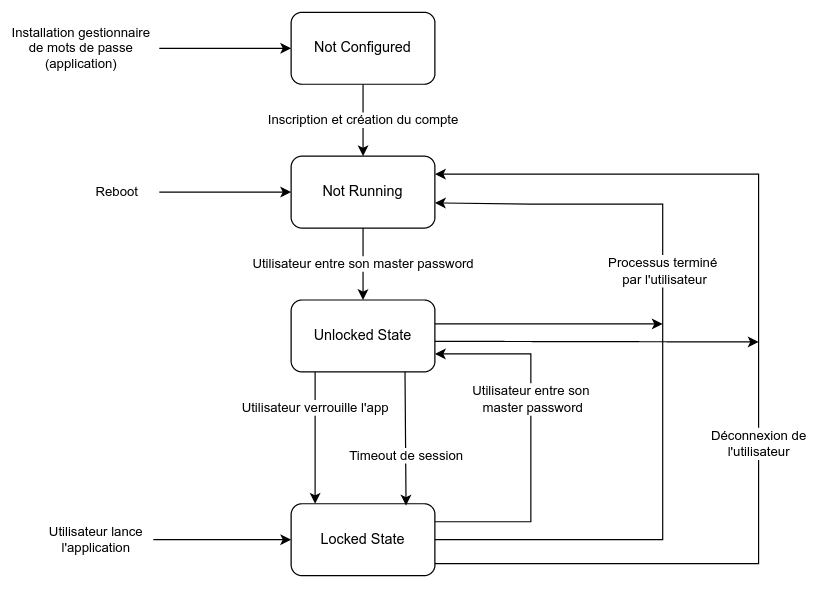 Installation gestionnaire
de mots de passe
(application)
Not Configured
Inscription et création du compte
Reboot
Not Running
Utilisateur entre son master password
Processus terminé
par l'utilisateur
Unlocked State
Utilisateur entre son
master password
Utilisateur verrouille l'app
Déconnexion de
l'utilisateur
Timeout de session
Utilisateur lance
l'application
Locked State